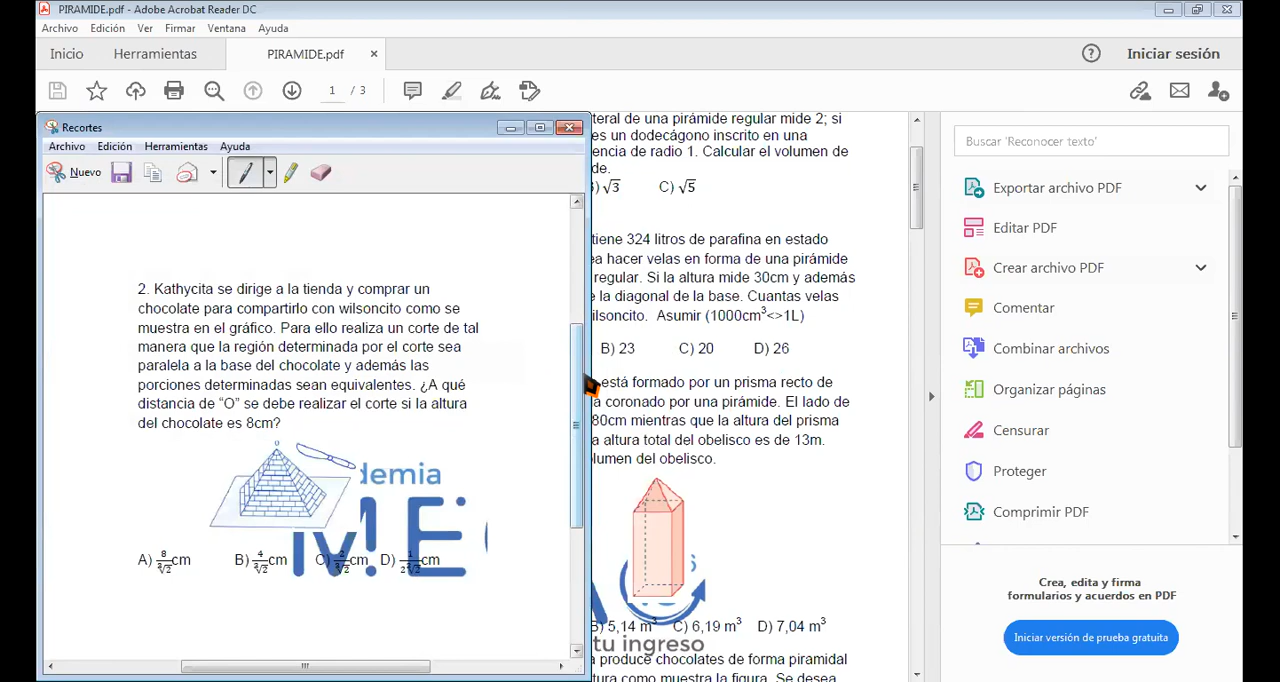 PIRAMIDE.pdf - Adobe Acrobat Reader DC
Archivo Edición Ver Firmar Ventana Ayuda
Inicio Herramientas PIRAMIDE.pdf × ? Iniciar sesión
1 / 3
Recortes
Archivo Edición Herramientas Ayuda
Nuevo
2. Kathycita se dirige a la tienda y comprar un
chocolate para compartirlo con wilsoncito como se
muestra en el gráfico. Para ello realiza un corte de tal
manera que la región determinada por el corte sea
paralela a la base del chocolate y además las
porciones determinadas sean equivalentes. ¿A qué
distancia de “O” se debe realizar el corte si la altura
del chocolate es 8cm?
O
demia
A) 8/∛2 cm B) 4/∛2 cm C) 2/∛2 cm D) 1/2∛2 cm
teral de una pirámide regular mide 2; si
es un dodecágono inscrito en una
encia de radio 1. Calcular el volumen de
de.
) √3 C) √5
tiene 324 litros de parafina en estado
ea hacer velas en forma de una pirámide
regular. Si la altura mide 30cm y además
e la diagonal de la base. Cuantas velas
ilsoncito. Asumir (1000cm³<>1L)
B) 23 C) 20 D) 26
está formado por un prisma recto de
a coronado por una pirámide. El lado de
80cm mientras que la altura del prisma
a altura total del obelisco es de 13m.
olumen del obelisco.
B) 5,14 m³ C) 6,19 m³ D) 7,04 m³
tu ingreso
a produce chocolates de forma piramidal
tura como muestra la figura. Se desea
Buscar 'Reconocer texto'
Exportar archivo PDF
Editar PDF
Crear archivo PDF
Comentar
Combinar archivos
Organizar páginas
Censurar
Proteger
Comprimir PDF
Crea, edita y firma
formularios y acuerdos en PDF
Iniciar versión de prueba gratuita